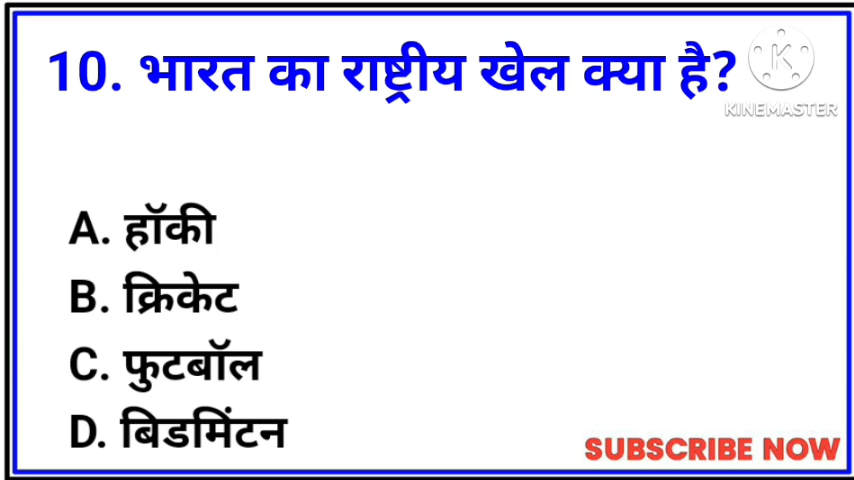 10. भारत का राष्ट्रीय खेल क्या है?
K
KINEMASTER
A. हॉकी
B. क्रिकेट
C. फुटबॉल
D. बिडमिंटन
SUBSCRIBE NOW